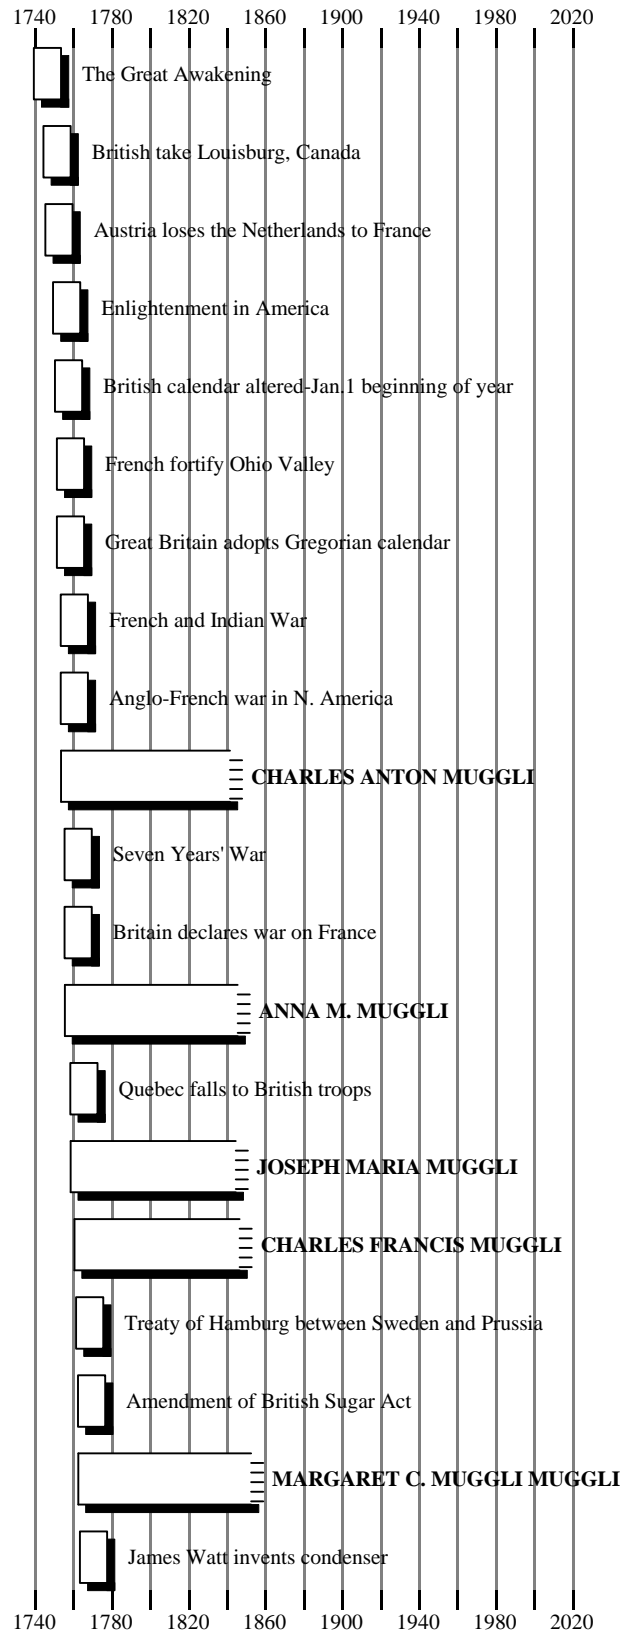 1740 1780 1820 1860 1900 1940 1980 2020
The Great Awakening
British take Louisburg, Canada
Austria loses the Netherlands to France
Enlightenment in America
British calendar altered-Jan.1 beginning of year
French fortify Ohio Valley
Great Britain adopts Gregorian calendar
French and Indian War
Anglo-French war in N. America
CHARLES ANTON MUGGLI
Seven Years' War
Britain declares war on France
ANNA M. MUGGLI
Quebec falls to British troops
JOSEPH MARIA MUGGLI
CHARLES FRANCIS MUGGLI
Treaty of Hamburg between Sweden and Prussia
Amendment of British Sugar Act
MARGARET C. MUGGLI MUGGLI
James Watt invents condenser
1740 1780 1820 1860 1900 1940 1980 2020